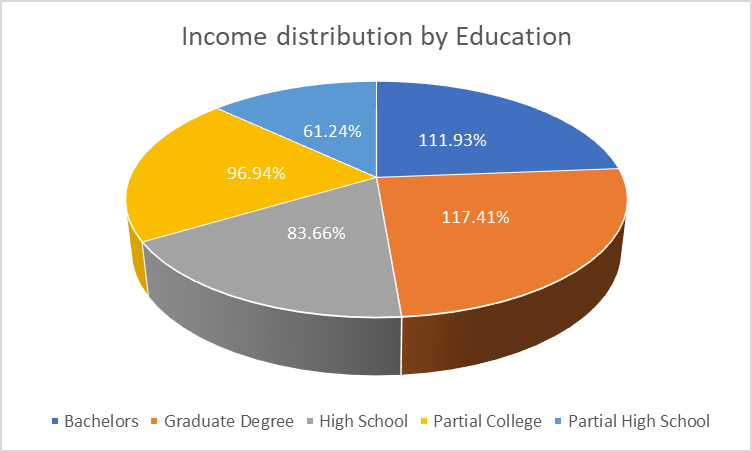 Income distribution by Education
61.24%
111.93%
96.94%
117.41%
83.66%
Bachelors Graduate Degree High School Partial College Partial High School